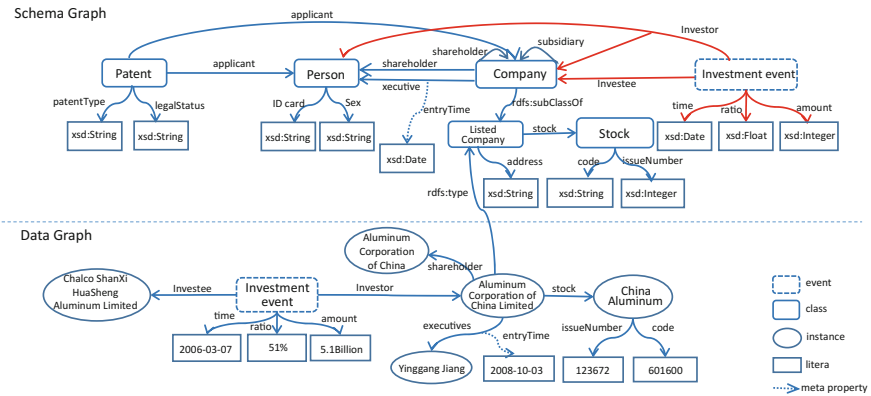 Schema Graph
applicant
Investor
shareholder
subsidiary
Patent
applicant
Person
shareholder
xecutive
Company
Investee
Investment event
patentType
legalStatus
ID card
Sex
entryTime
rdfs:subClassOf
time
ratio
amount
xsd:String
xsd:String
xsd:String
xsd:String
xsd:Date
Listed
Company
stock
Stock
xsd:Date
xsd:Float
xsd:Integer
address
code
issueNumber
rdfs:type
xsd:String
xsd:String
xsd:Integer
Data Graph
Aluminum
Corporation
of China
shareholder
Chalco ShanXi
HuaSheng
Aluminum Limited
Investee
Investment
event
Investor
Aluminum
Corporation of
China Limited
stock
China
Aluminum
time
ratio
amount
executives
entryTime
issueNumber
code
2006-03-07
51%
5.1Billion
Yinggang Jiang
2008-10-03
123672
601600
event
class
instance
litera
meta property